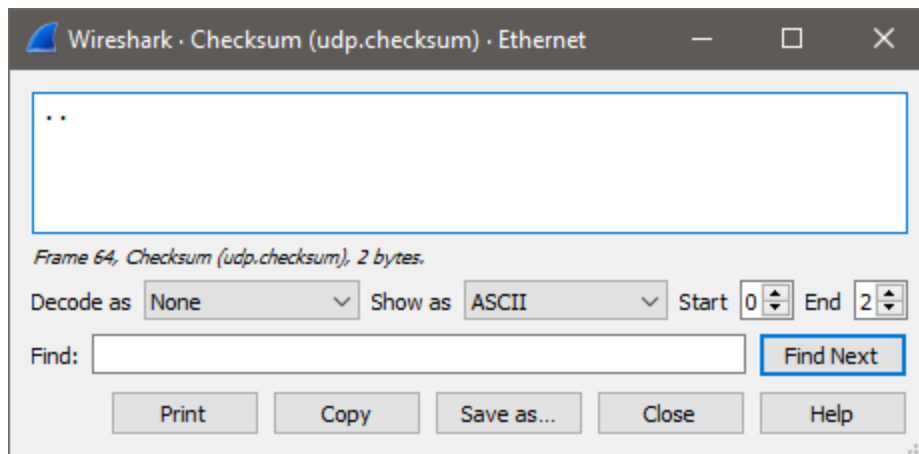 Wireshark · Checksum (udp.checksum) · Ethernet
..
Frame 64, Checksum (udp.checksum), 2 bytes.
Decode as None Show as ASCII Start 0 End 2
Find: Find Next
Print Copy Save as... Close Help